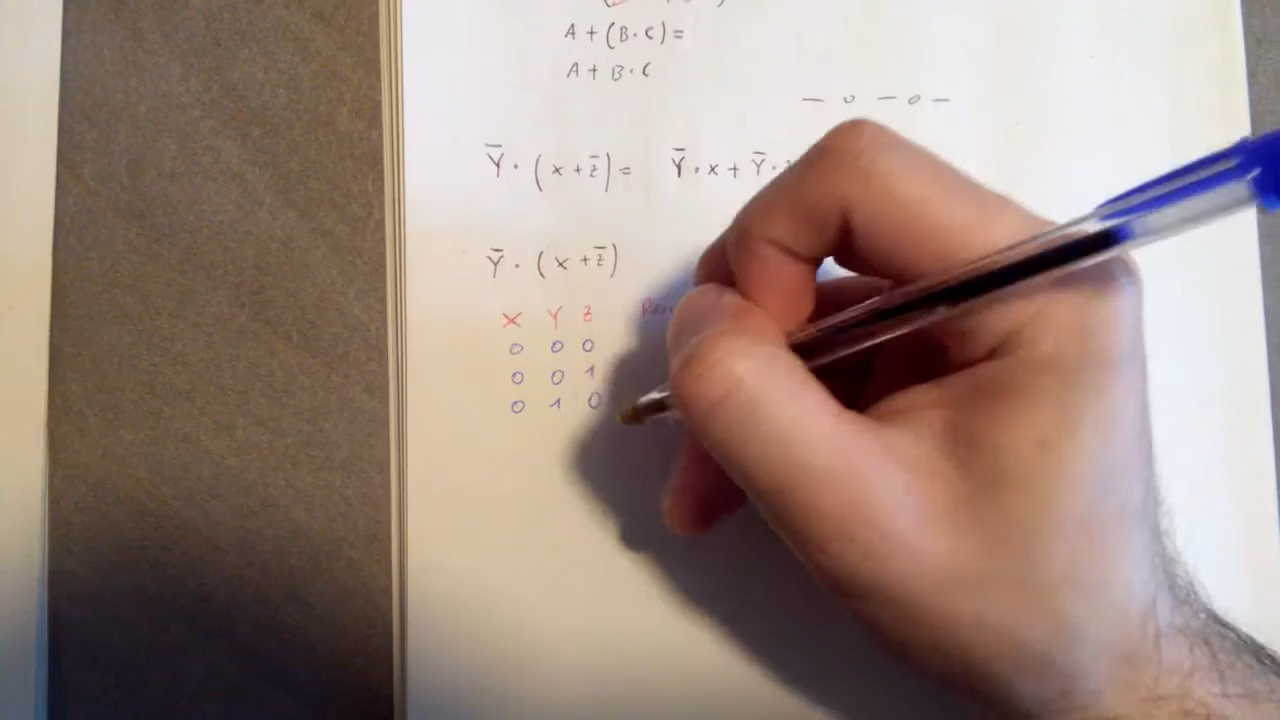 A + (B · C) =
A + B · C
— o — o —
Ȳ · (x + z̄) = Ȳ · x + Ȳ ·
Ȳ · (x + z̄)
X Y Z
0 0 0
0 0 1
0 1 0